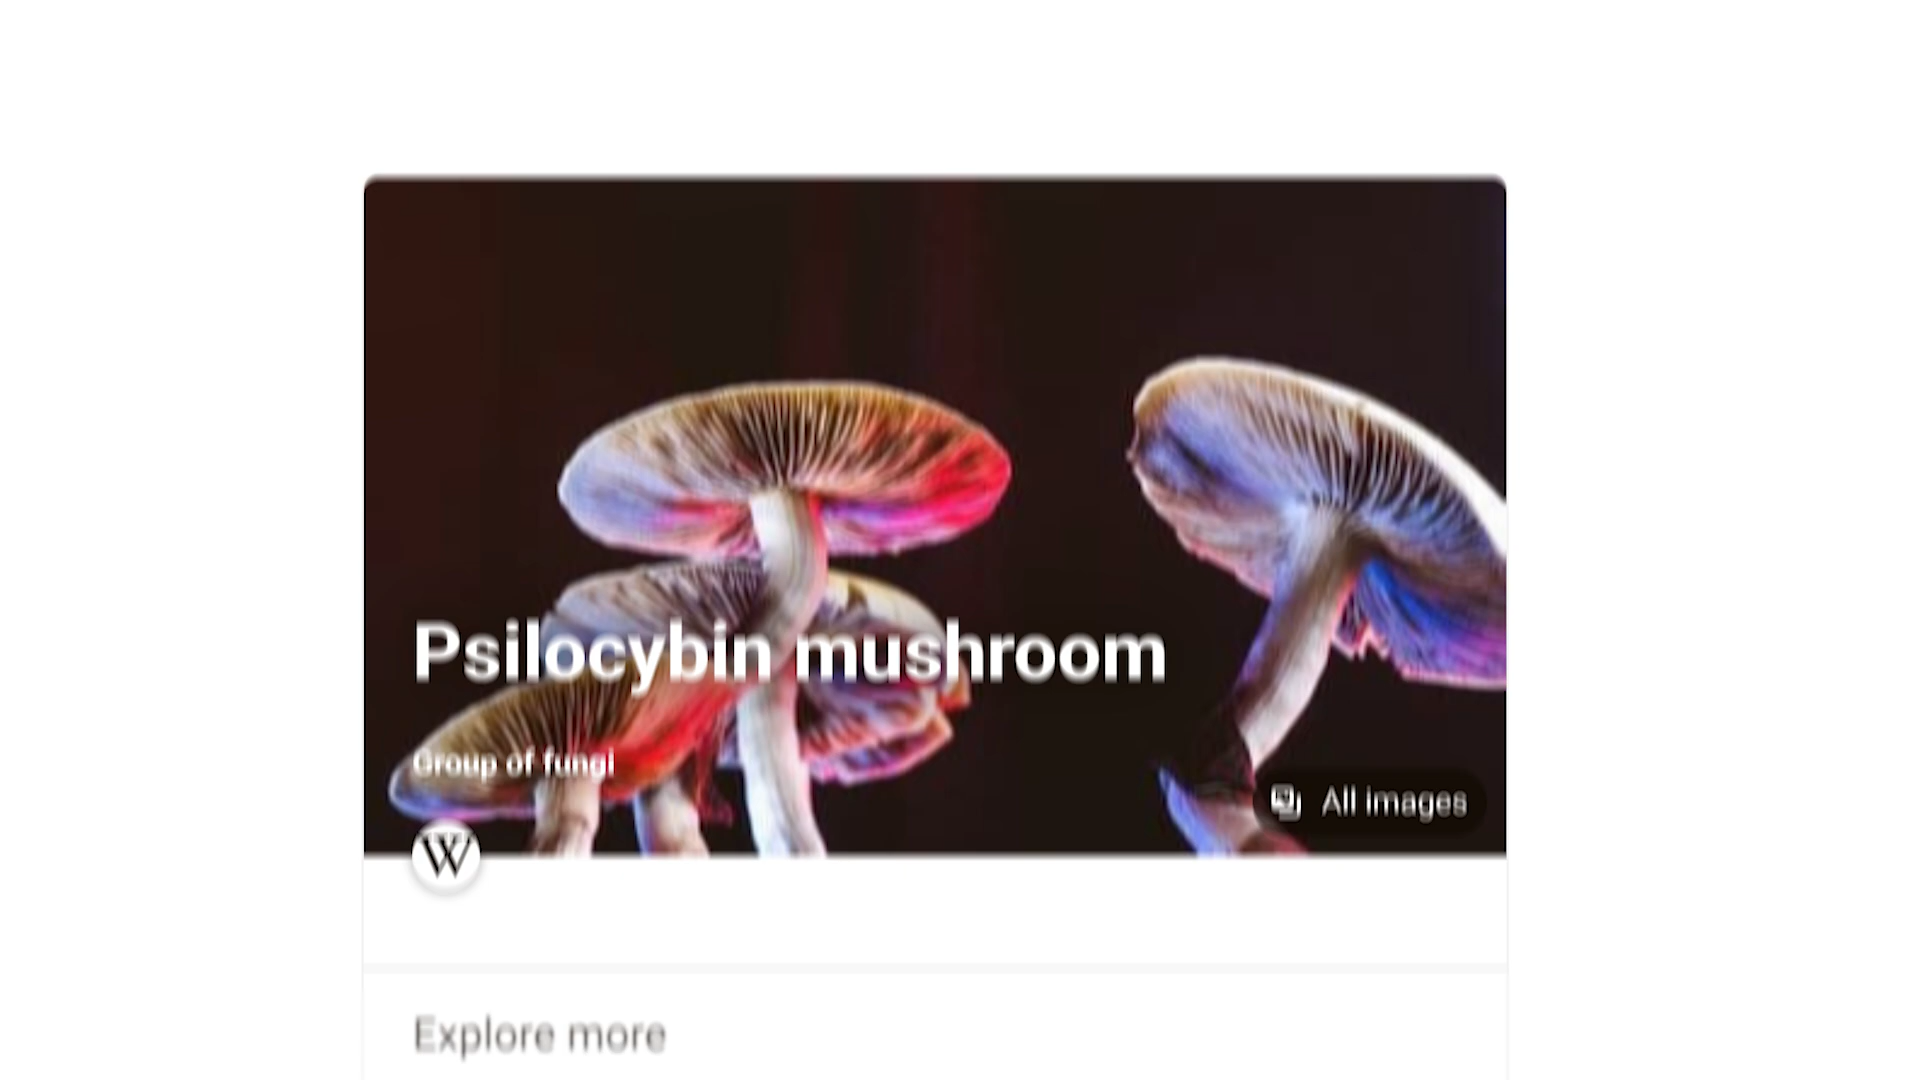 Psilocybin mushroom
Group of fungi
All images
W
Explore more